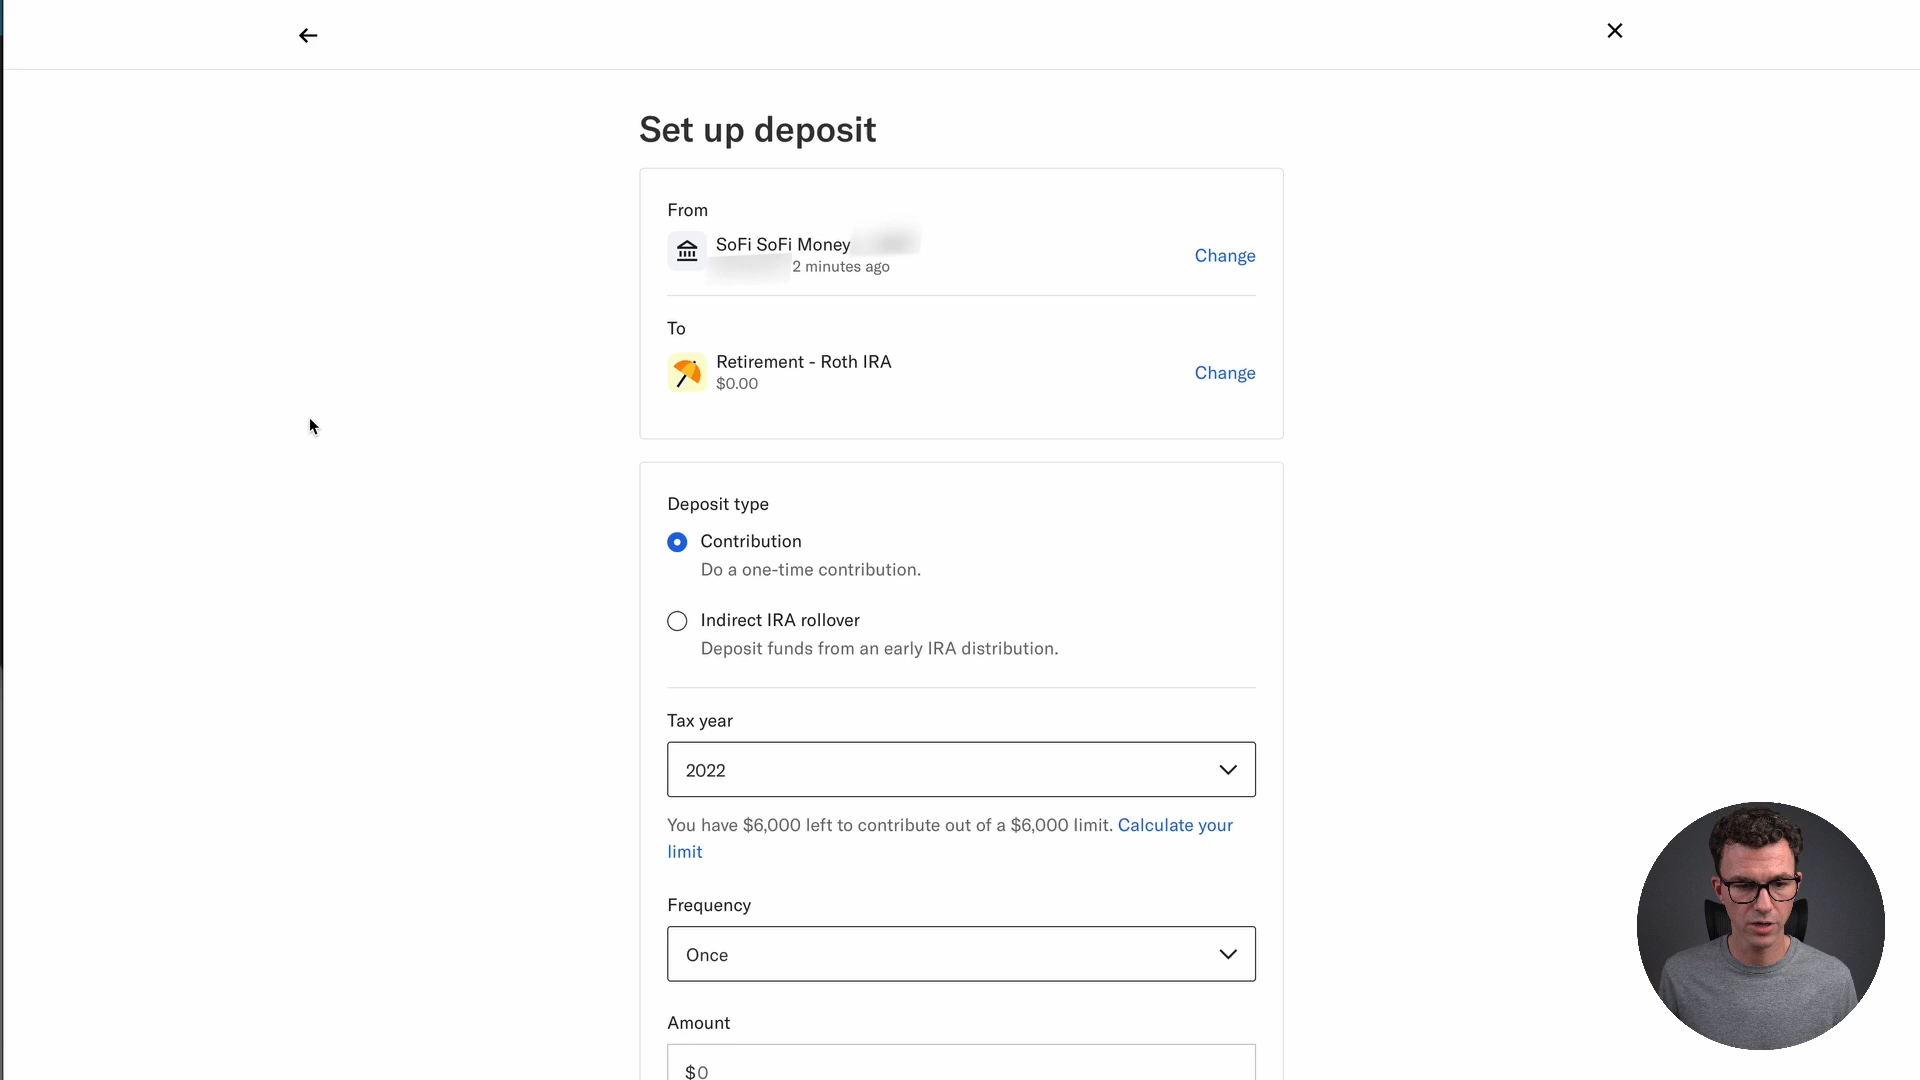 Set up deposit
From
SoFi SoFi Money
2 minutes ago
Change
To
Retirement - Roth IRA
$0.00
Change
Deposit type
Contribution
Do a one-time contribution.
Indirect IRA rollover
Deposit funds from an early IRA distribution.
Tax year
2022
You have $6,000 left to contribute out of a $6,000 limit. Calculate your
limit
Frequency
Once
Amount
$0